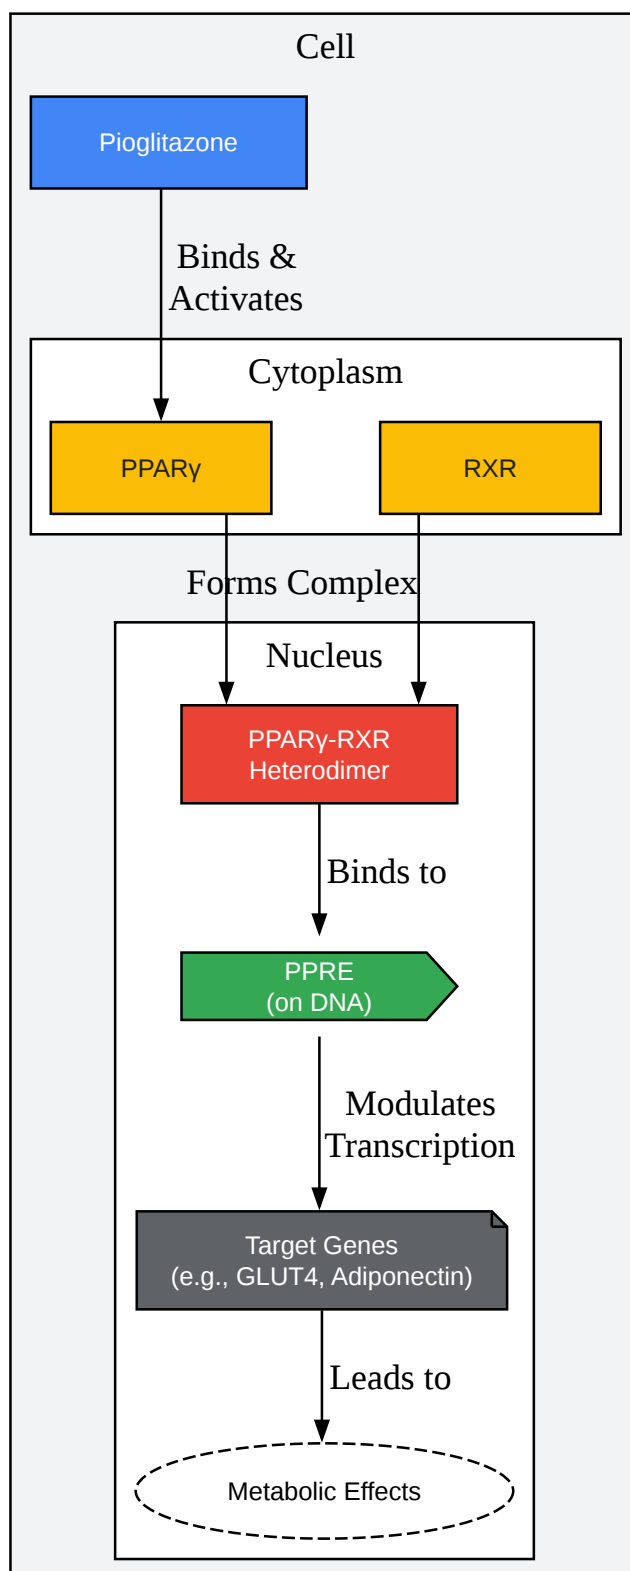 Cell
Pioglitazone
Binds &
Activates
Cytoplasm
PPARγ
RXR
Forms Complex
Nucleus
PPARγ-RXR
Heterodimer
Binds to
PPRE
(on DNA)
Modulates
Transcription
Target Genes
(e.g., GLUT4, Adiponectin)
Leads to
Metabolic Effects